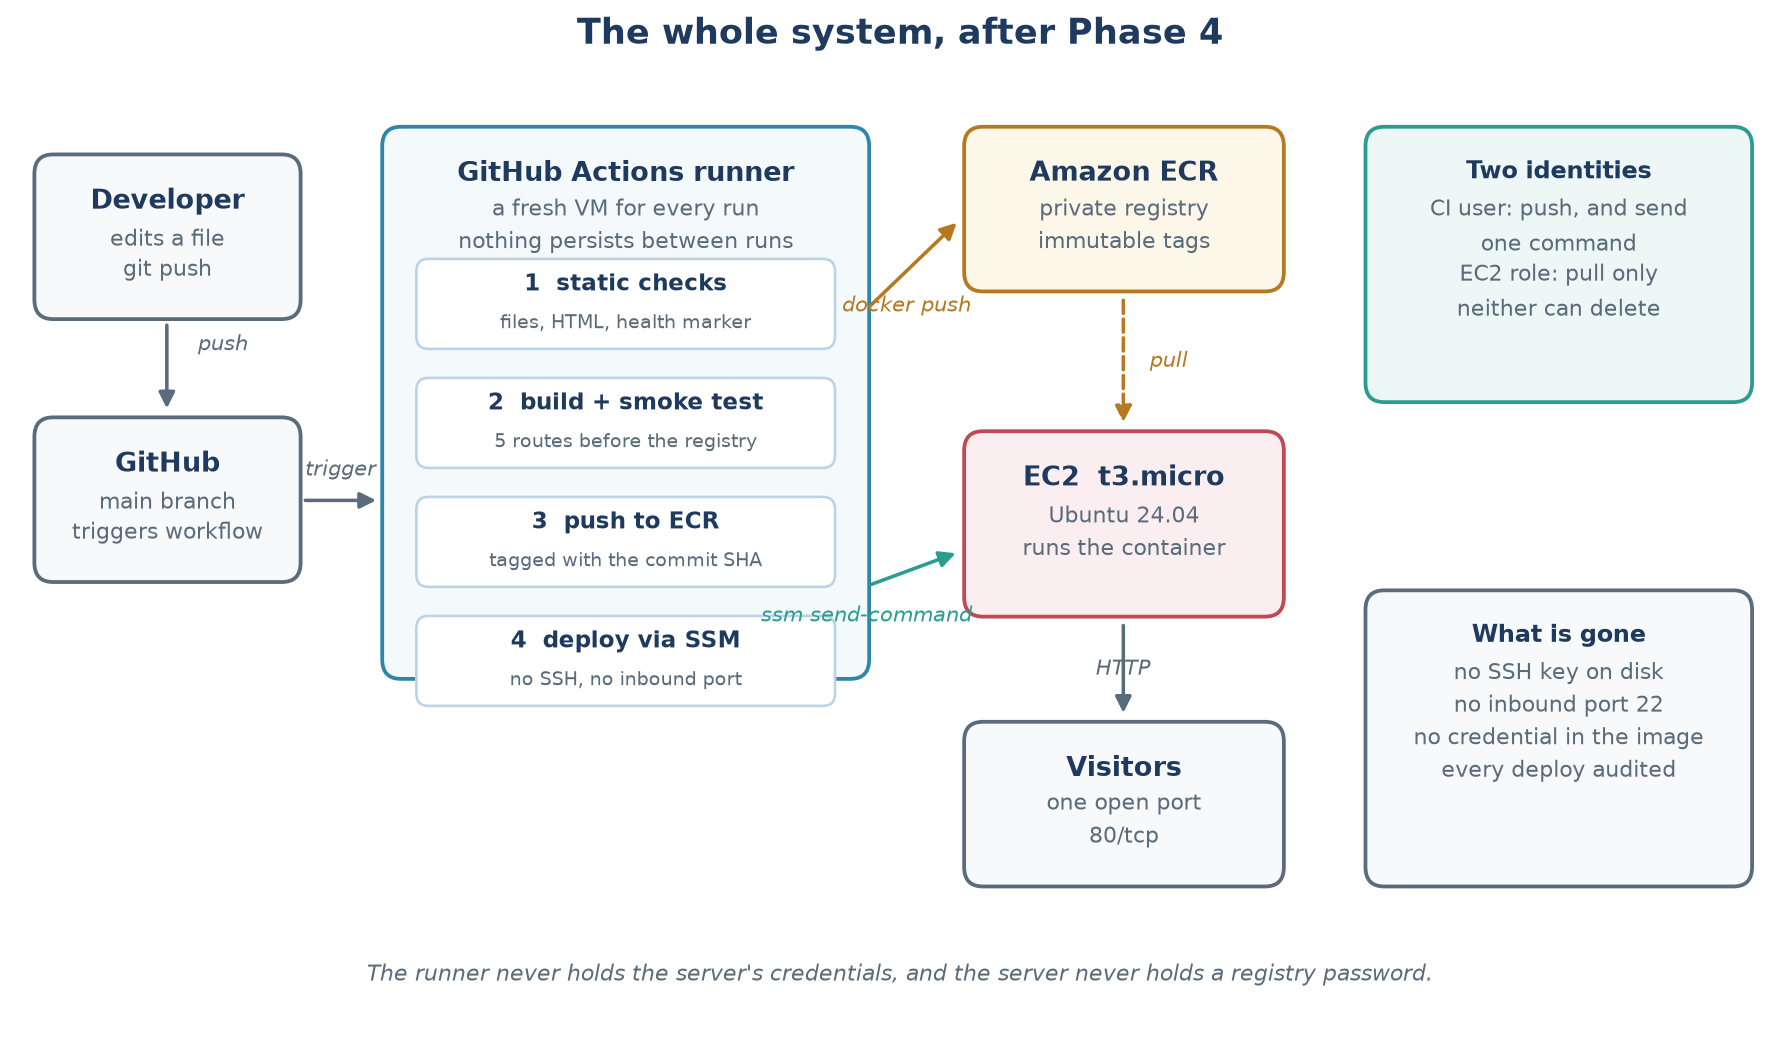 The whole system, after Phase 4
Developer
edits a file
git push
push
GitHub
main branch
triggers workflow
trigger
GitHub Actions runner
a fresh VM for every run
nothing persists between runs
1  static checks
files, HTML, health marker
2  build + smoke test
5 routes before the registry
3  push to ECR
tagged with the commit SHA
4  deploy via SSM
no SSH, no inbound port
docker push
ssm send-command
Amazon ECR
private registry
immutable tags
pull
EC2  t3.micro
Ubuntu 24.04
runs the container
HTTP
Visitors
one open port
80/tcp
Two identities
CI user: push, and send
one command
EC2 role: pull only
neither can delete
What is gone
no SSH key on disk
no inbound port 22
no credential in the image
every deploy audited
The runner never holds the server's credentials, and the server never holds a registry password.